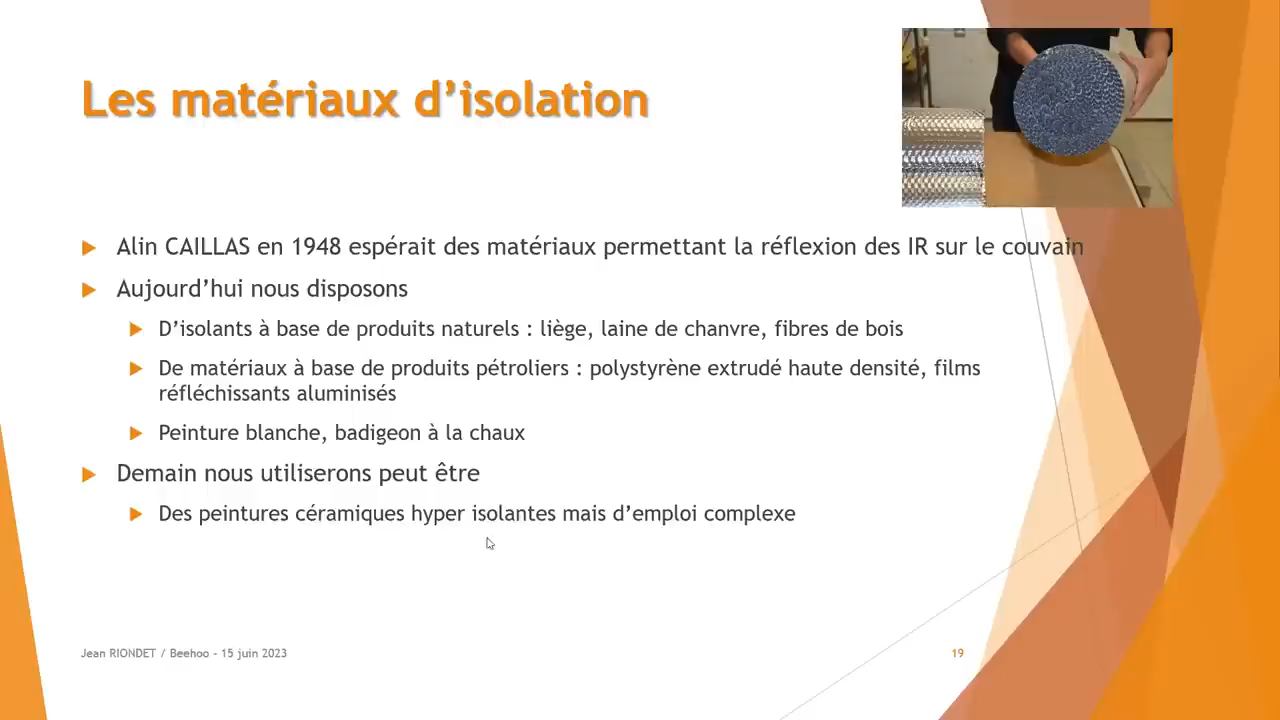 Les matériaux d’isolation
Alin CAILLAS en 1948 espérait des matériaux permettant la réflexion des IR sur le couvain
Aujourd’hui nous disposons
D’isolants à base de produits naturels : liège, laine de chanvre, fibres de bois
De matériaux à base de produits pétroliers : polystyrène extrudé haute densité, films
réfléchissants aluminisés
Peinture blanche, badigeon à la chaux
Demain nous utiliserons peut être
Des peintures céramiques hyper isolantes mais d’emploi complexe
Jean RIONDET / Beehoo - 15 juin 2023
19